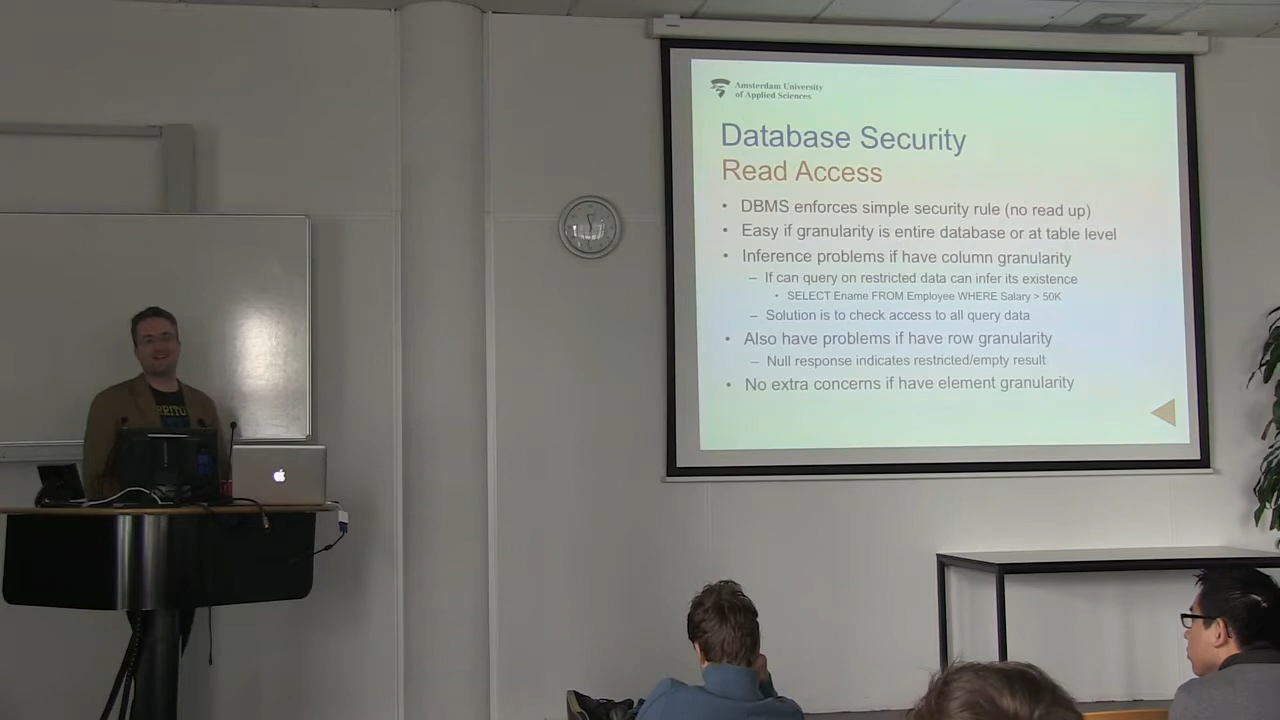 Amsterdam University
of Applied Sciences
Database Security
Read Access
• DBMS enforces simple security rule (no read up)
• Easy if granularity is entire database or at table level
• Inference problems if have column granularity
– If can query on restricted data can infer its existence
• SELECT Ename FROM Employee WHERE Salary > 50K
– Solution is to check access to all query data
• Also have problems if have row granularity
– Null response indicates restricted/empty result
• No extra concerns if have element granularity